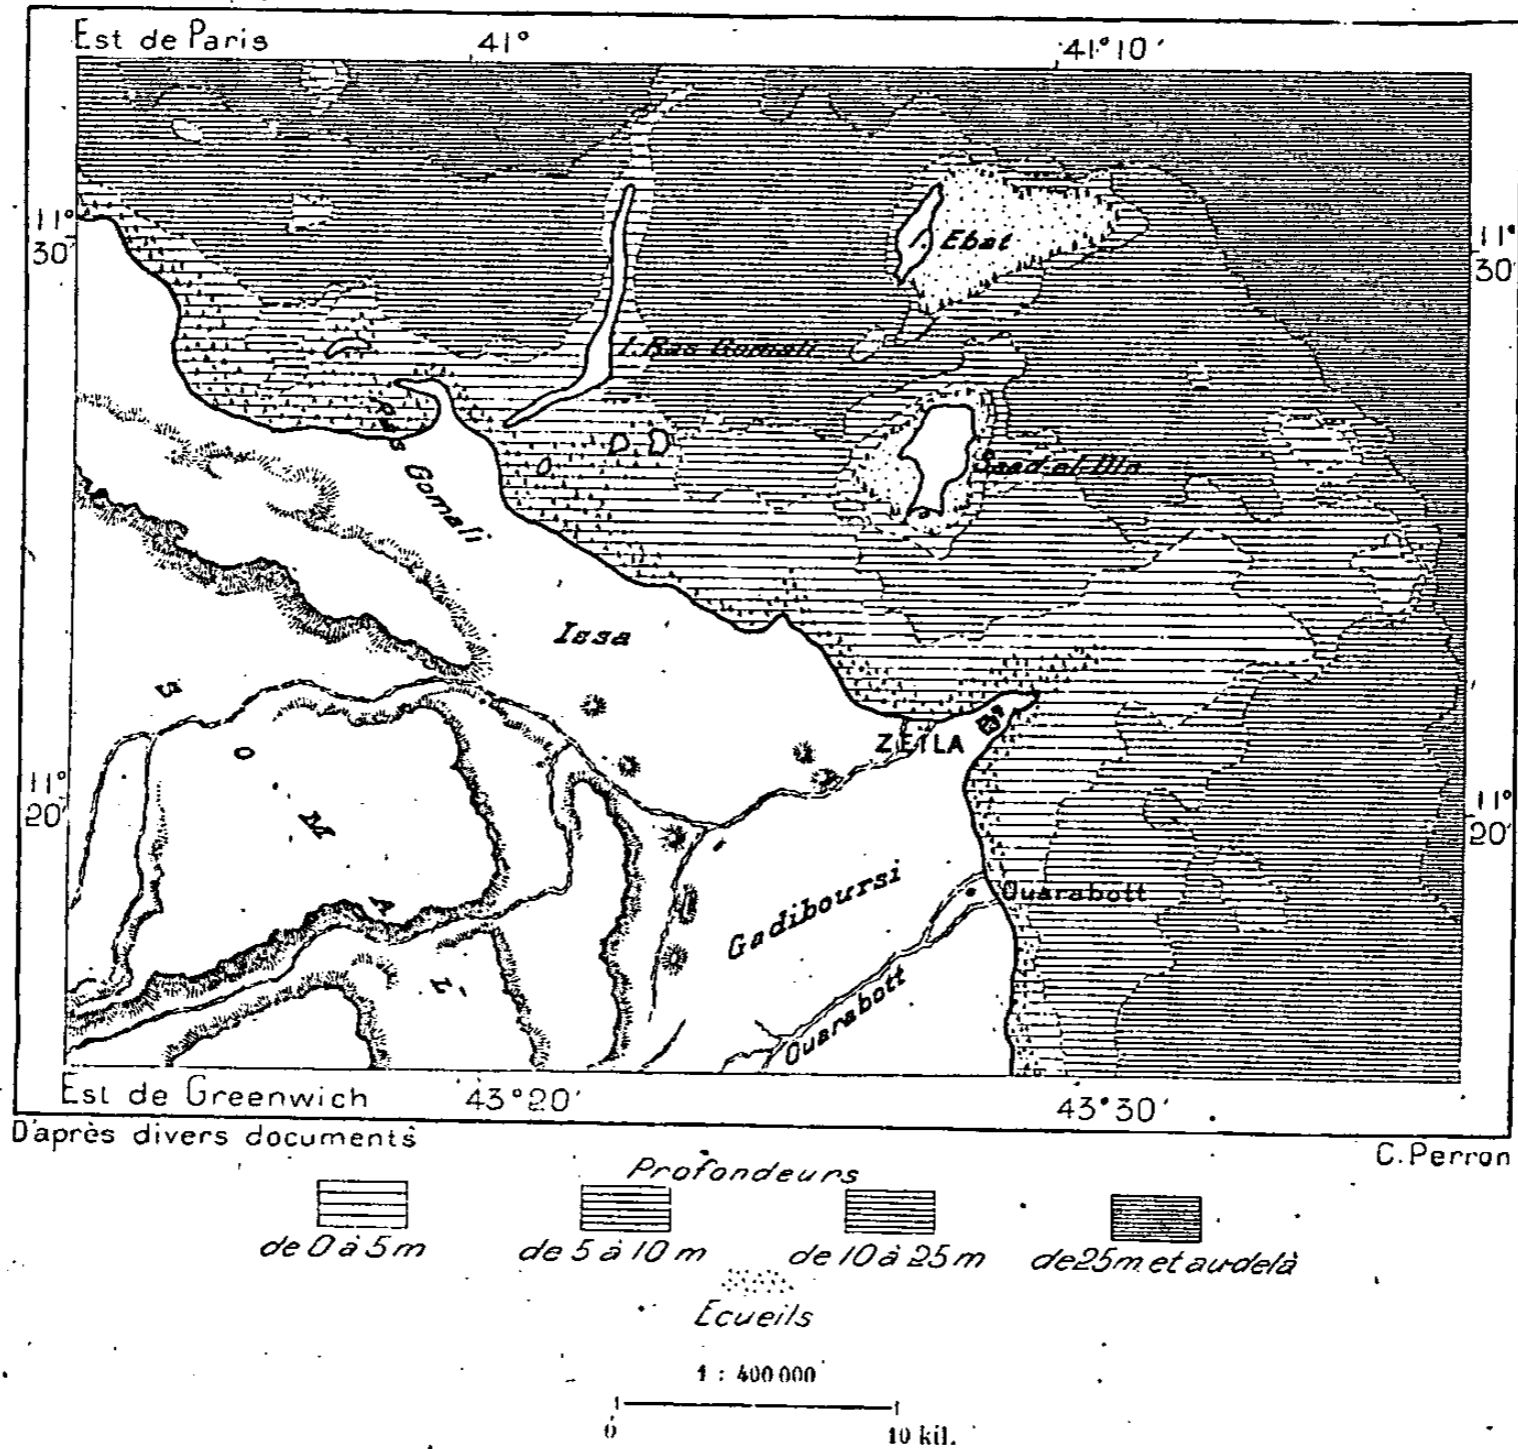 Est de Paris
41°
41°10'
11°
30'
11°
30'
I. Ebat
I. Ras Gomali
Ras Gomali
Saad-el-Din
Issa
ZEÏLA
SOMALI
11°
20'
11°
20'
Gadiboursi
Ouarabott
Ouarabott
Est de Greenwich
43°20'
43°30'
D'après divers documents
C. Perron
Profondeurs
de 0 à 5 m
de 5 à 10 m
de 10 à 25 m
de 25 m et au-delà
Ecueils
1 : 400 000
0
10 kil.